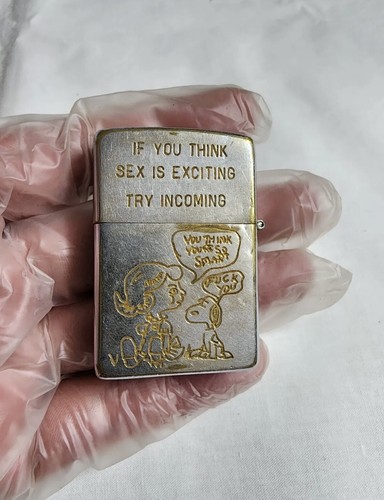 IF YOU THINK
SEX IS EXCITING
TRY INCOMING
YOU THINK
YOU'RE SO
SMART
FUCK
YOU